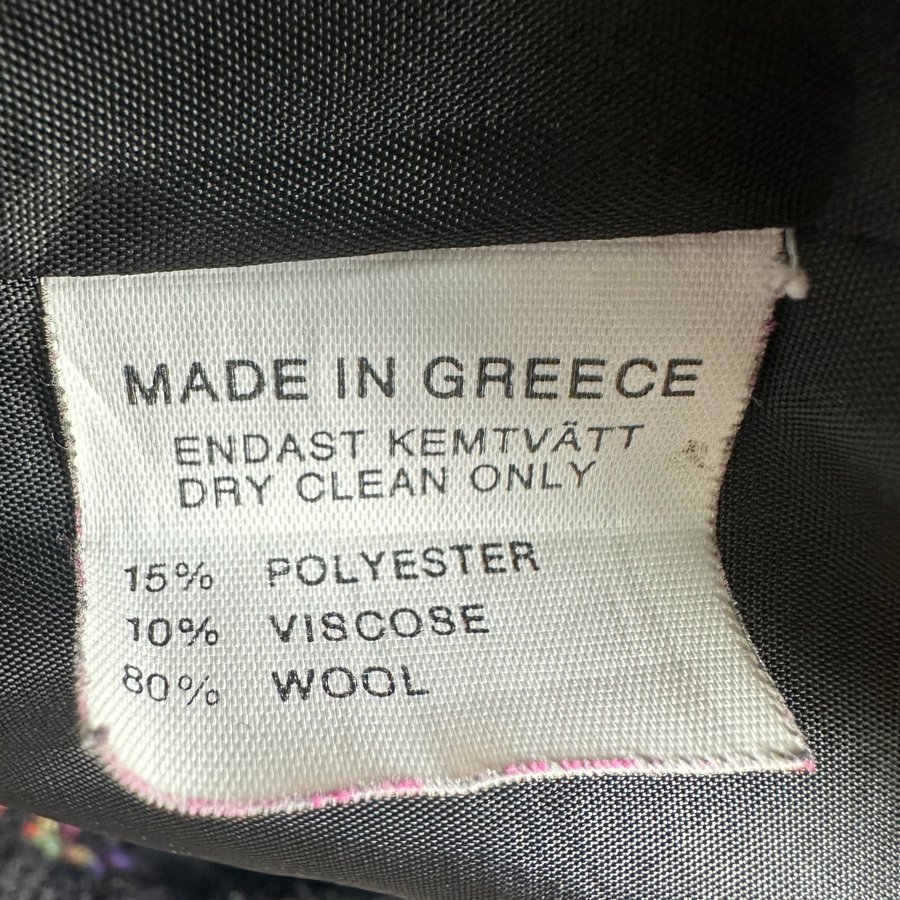 MADE IN GREECE
ENDAST KEMTVÄTT
DRY CLEAN ONLY
15% POLYESTER
10% VISCOSE
80% WOOL